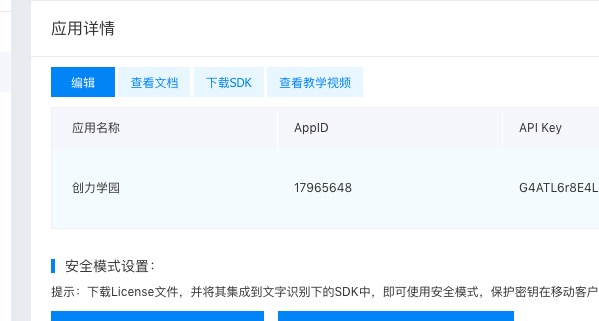 应用详情
编辑 查看文档 下载SDK 查看教学视频
应用名称 AppID API Key
创力学园 17965648 G4ATL6r8E4L
安全模式设置：
提示：下载License文件，并将其集成到文字识别下的SDK中，即可使用安全模式，保护密钥在移动客户